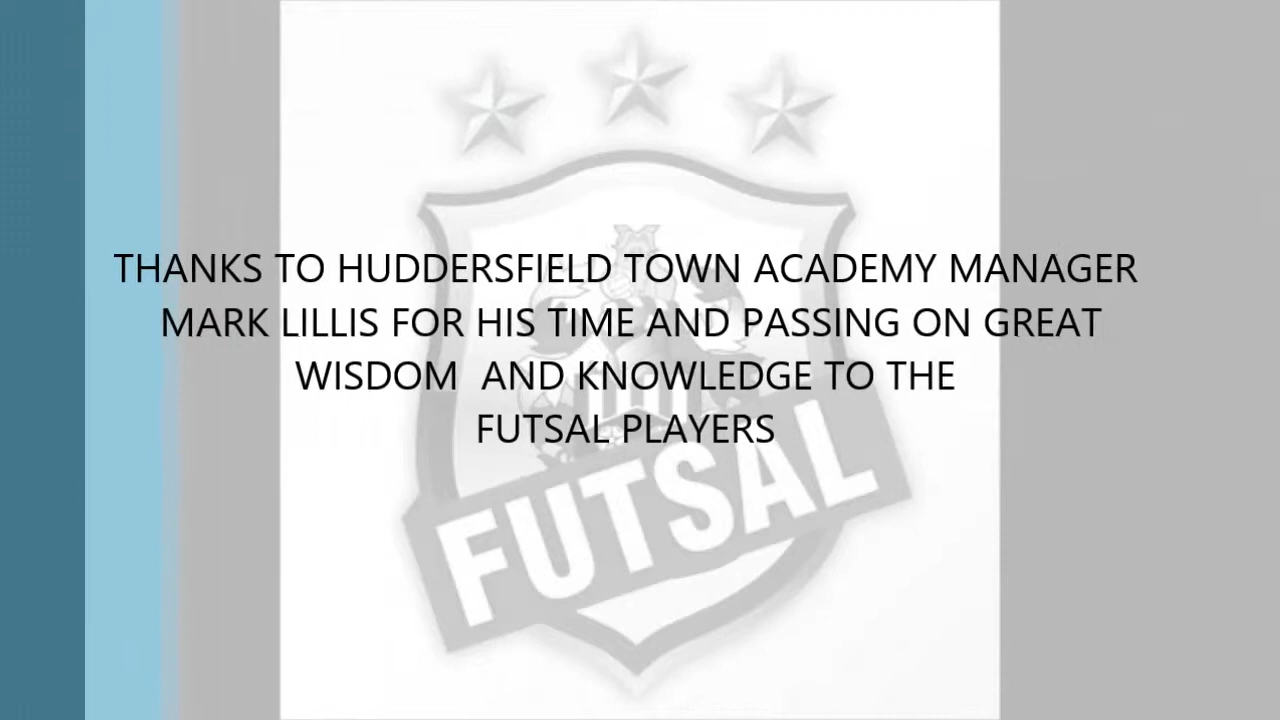 THANKS TO HUDDERSFIELD TOWN ACADEMY MANAGER
MARK LILLIS FOR HIS TIME AND PASSING ON GREAT
WISDOM  AND KNOWLEDGE TO THE
FUTSAL PLAYERS
FUTSAL